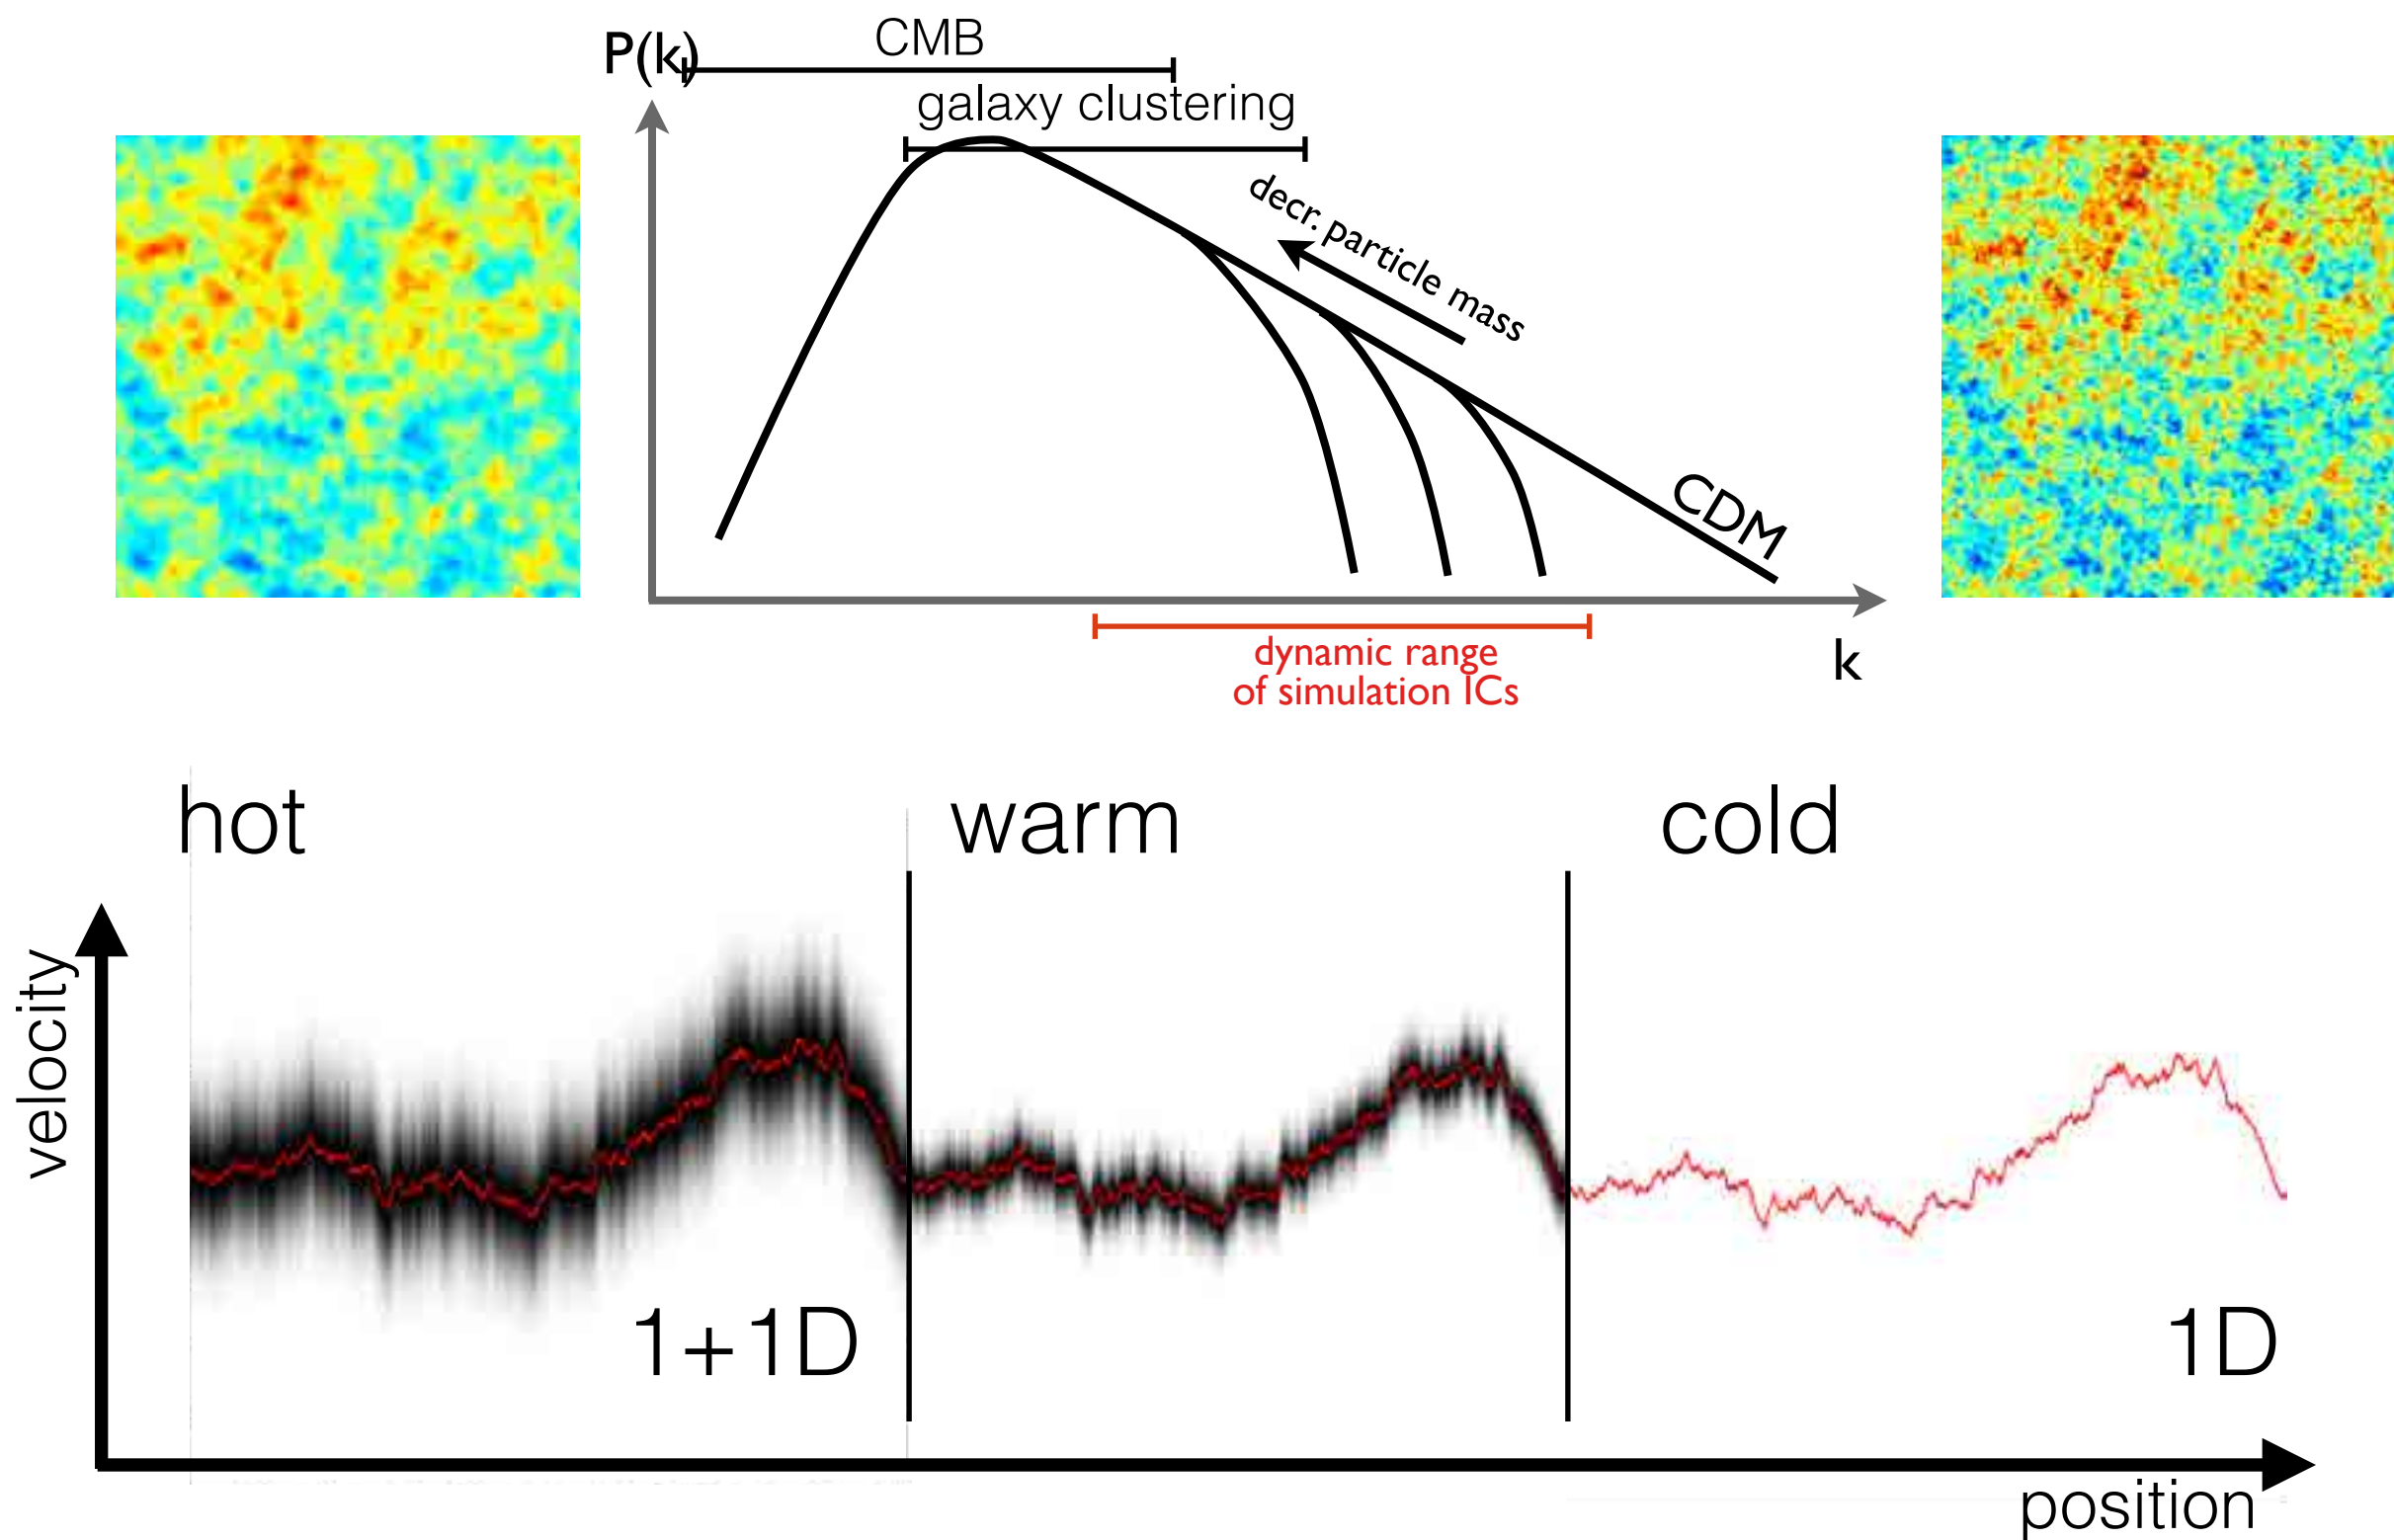 P(k)
CMB
galaxy clustering
decr. particle mass
CDM
k
dynamic range
of simulation ICs
hot
warm
cold
velocity
1+1D
1D
position